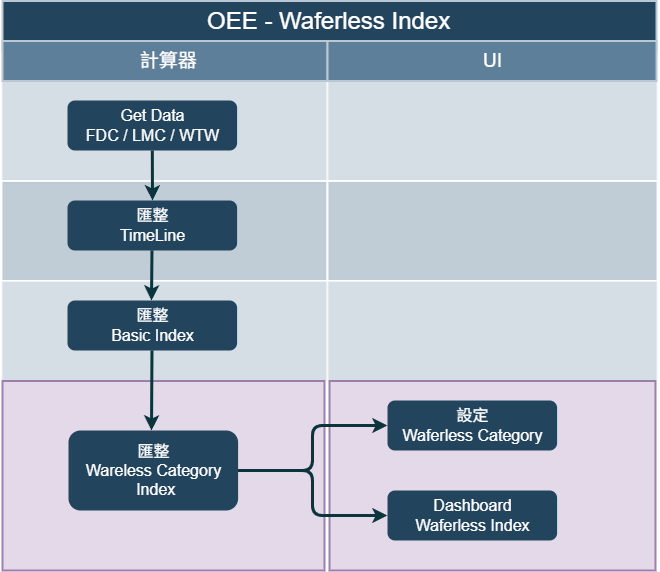 OEE - Waferless Index
計算器
UI
Get Data
FDC / LMC / WTW
匯整
TimeLine
匯整
Basic Index
匯整
Wareless Category
Index
設定
Waferless Category
Dashboard
Waferless Index